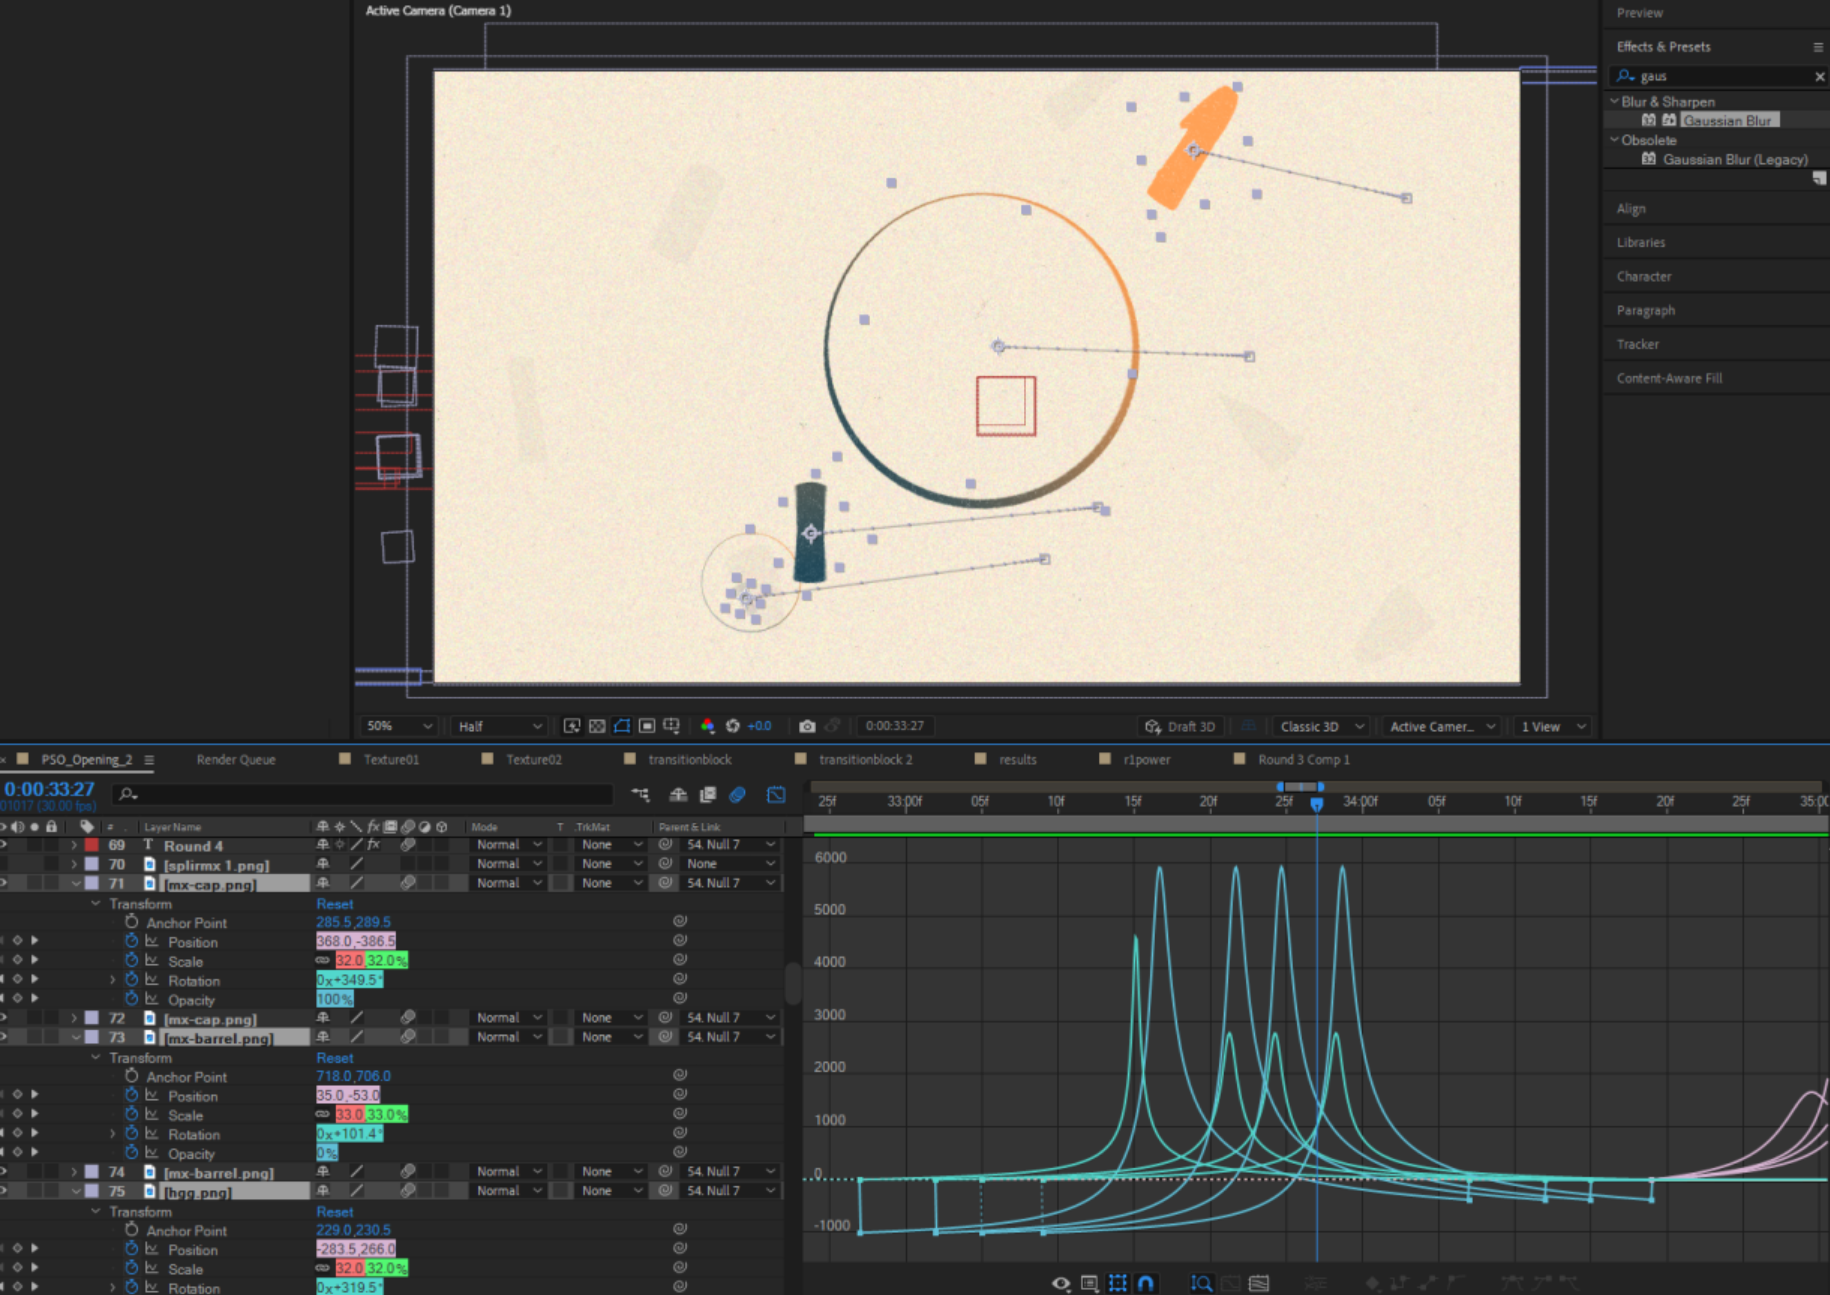 Active Camera (Camera 1)
Preview
Effects & Presets
gaus
Blur & Sharpen
Gaussian Blur
Obsolete
Gaussian Blur (Legacy)
Align
Libraries
Character
Paragraph
Tracker
Content-Aware Fill
50% Half +0.0 0:00:33:27 Draft 3D Classic 3D Active Camer... 1 View
PSO_Opening_2 Render Queue Texture01 Texture02 transitionblock transitionblock 2 results r1power Round 3 Comp 1
0:00:33:27
01017 (30.00 fps)
25f 33:00f 05f 10f 15f 20f 25f 34:00f 05f 10f 15f 20f 25f 35:00
# Layer Name fx Mode T .TrkMat Parent & Link
69 T Round 4 fx Normal None 54. Null 7
70 [splirmx 1.png] Normal None None
71 [mx-cap.png] Normal None 54. Null 7
Transform Reset
Anchor Point 285.5,289.5
Position 368.0,-386.5
Scale 32.0,32.0%
Rotation 0x+349.5°
Opacity 100%
72 [mx-cap.png] Normal None 54. Null 7
73 [mx-barrel.png] Normal None 54. Null 7
Transform Reset
Anchor Point 718.0,706.0
Position 35.0,-53.0
Scale 33.0,33.0%
Rotation 0x+101.4°
Opacity 0%
74 [mx-barrel.png] Normal None 54. Null 7
75 [hgg.png] Normal None 54. Null 7
Transform Reset
Anchor Point 229.0,230.5
Position -283.5,266.0
Scale 32.0,32.0%
Rotation 0x+319.5°
6000
5000
4000
3000
2000
1000
0
-1000